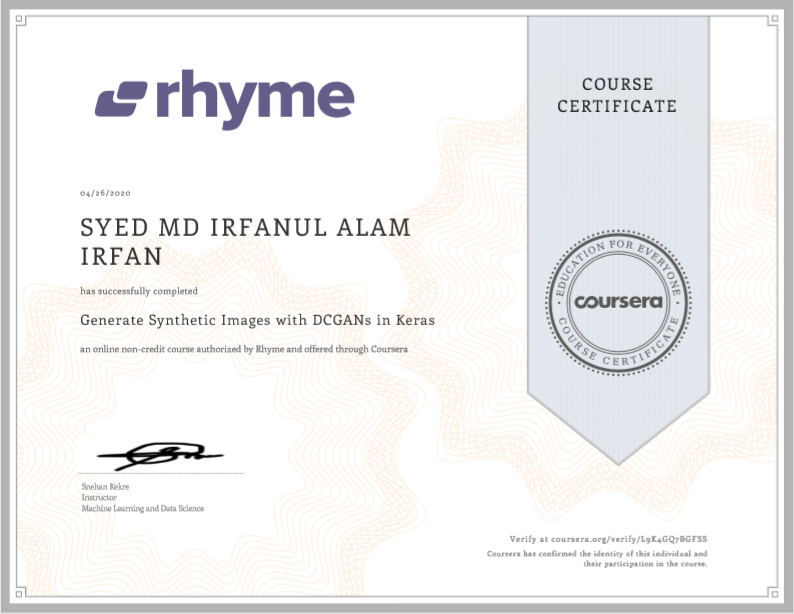 rhyme
COURSE
CERTIFICATE
04/26/2020
SYED MD IRFANUL ALAM
IRFAN
has successfully completed
Generate Synthetic Images with DCGANs in Keras
an online non-credit course authorized by Rhyme and offered through Coursera
EDUCATION FOR EVERYONE
coursera
COURSE CERTIFICATE
Snehan Kekre
Instructor
Machine Learning and Data Science
Verify at coursera.org/verify/L9K4GQ7BGFSS
Coursera has confirmed the identity of this individual and
their participation in the course.